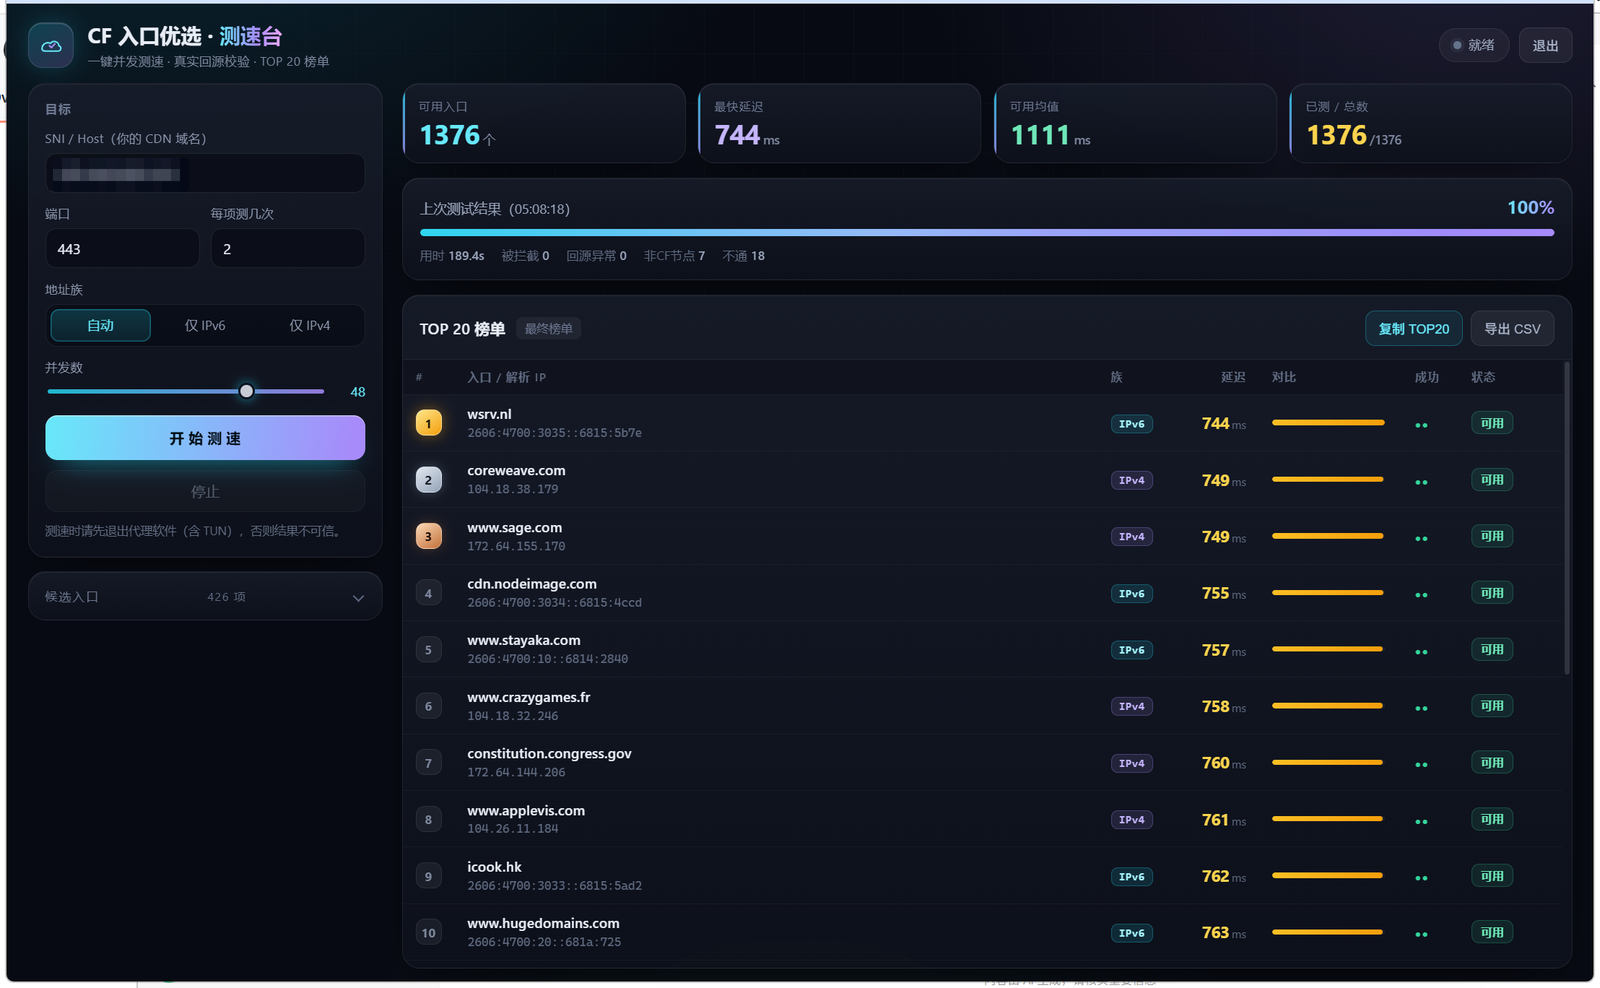 CF 入口优选 · 测速台
一键并发测速 · 真实回源校验 · TOP 20 榜单
就绪
退出
目标
SNI / Host（你的 CDN 域名）
端口
每项测几次
443
2
地址族
自动
仅 IPv6
仅 IPv4
并发数
48
开始测速
停止
测速时请先退出代理软件（含 TUN），否则结果不可信。
候选入口
426 项
可用入口
1376 个
最快延迟
744 ms
可用均值
1111 ms
已测 / 总数
1376 /1376
上次测试结果（05:08:18）
100%
用时 189.4s 被拦截 0 回源异常 0 非CF节点 7 不通 18
TOP 20 榜单
最终榜单
复制 TOP20
导出 CSV
# 入口 / 解析 IP 族 延迟 对比 成功 状态
1 wsrv.nl IPv6 744 ms 可用
2606:4700:3035::6815:5b7e
2 coreweave.com IPv4 749 ms 可用
104.18.38.179
3 www.sage.com IPv4 749 ms 可用
172.64.155.170
4 cdn.nodeimage.com IPv6 755 ms 可用
2606:4700:3034::6815:4ccd
5 www.stayaka.com IPv6 757 ms 可用
2606:4700:10::6814:2840
6 www.crazygames.fr IPv4 758 ms 可用
104.18.32.246
7 constitution.congress.gov IPv4 760 ms 可用
172.64.144.206
8 www.applevis.com IPv4 761 ms 可用
104.26.11.184
9 icook.hk IPv6 762 ms 可用
2606:4700:3033::6815:5ad2
10 www.hugedomains.com IPv6 763 ms 可用
2606:4700:20::681a:725